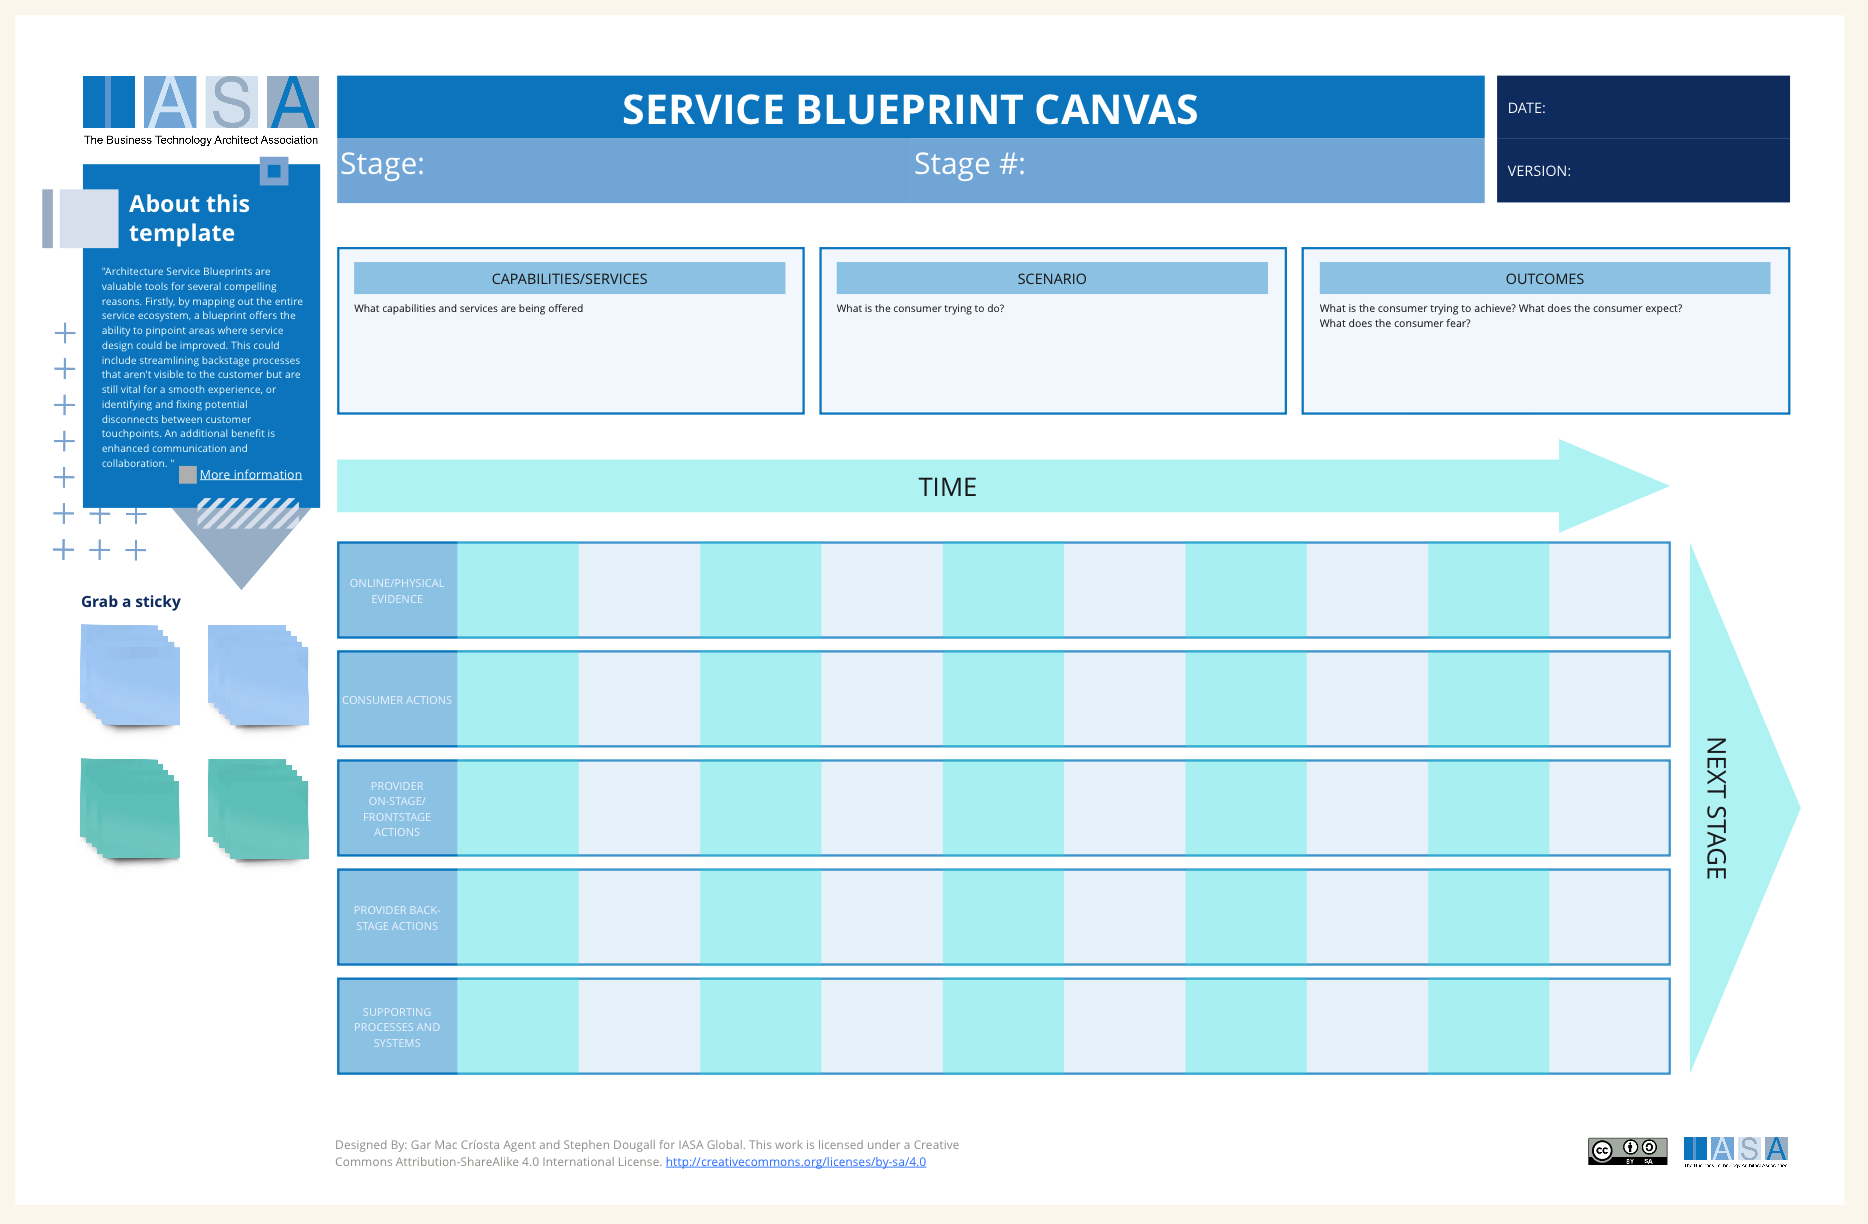 IASA
The Business Technology Architect Association
SERVICE BLUEPRINT CANVAS
Stage:
Stage #:
DATE:
VERSION:
About this
template
"Architecture Service Blueprints are
valuable tools for several compelling
reasons. Firstly, by mapping out the entire
service ecosystem, a blueprint offers the
ability to pinpoint areas where service
design could be improved. This could
include streamlining backstage processes
that aren't visible to the customer but are
still vital for a smooth experience, or
identifying and fixing potential
disconnects between customer
touchpoints. An additional benefit is
enhanced communication and
collaboration. "
More information
Grab a sticky
CAPABILITIES/SERVICES
What capabilities and services are being offered
SCENARIO
What is the consumer trying to do?
OUTCOMES
What is the consumer trying to achieve? What does the consumer expect?
What does the consumer fear?
TIME
ONLINE/PHYSICAL
EVIDENCE
CONSUMER ACTIONS
PROVIDER
ON-STAGE/
FRONTSTAGE
ACTIONS
PROVIDER BACK-
STAGE ACTIONS
SUPPORTING
PROCESSES AND
SYSTEMS
NEXT STAGE
Designed By: Gar Mac Críosta Agent and Stephen Dougall for IASA Global. This work is licensed under a Creative
Commons Attribution-ShareAlike 4.0 International License. http://creativecommons.org/licenses/by-sa/4.0
cc
BY SA
IASA